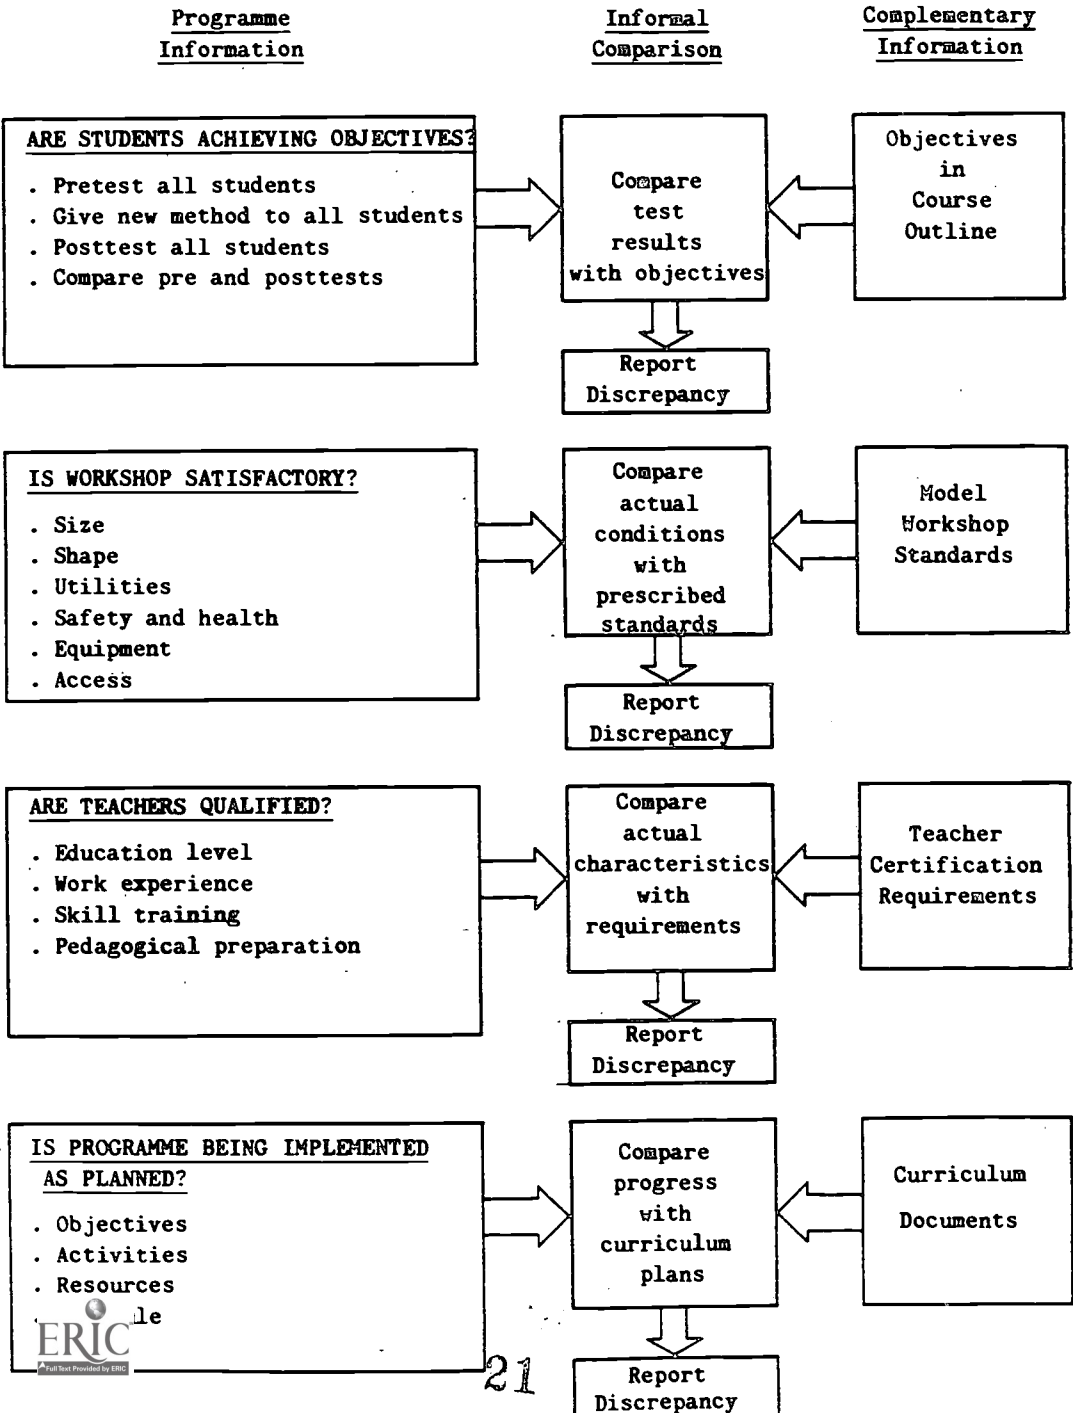 Programme
Information
Informal
Comparison
Complementary
Information
ARE STUDENTS ACHIEVING OBJECTIVES?
. Pretest all students
. Give new method to all students
. Posttest all students
. Compare pre and posttests
Compare
test
results
with objectives
Objectives
in
Course
Outline
Report
Discrepancy
IS WORKSHOP SATISFACTORY?
. Size
. Shape
. Utilities
. Safety and health
. Equipment
. Access
Compare
actual
conditions
with
prescribed
standards
Model
Workshop
Standards
Report
Discrepancy
ARE TEACHERS QUALIFIED?
. Education level
. Work experience
. Skill training
. Pedagogical preparation
Compare
actual
characteristics
with
requirements
Teacher
Certification
Requirements
Report
Discrepancy
IS PROGRAMME BEING IMPLEMENTED
AS PLANNED?
. Objectives
. Activities
. Resources
Compare
progress
with
curriculum
plans
Curriculum
Documents
Report
Discrepancy
ERIC
Full Text Provided by ERIC
21